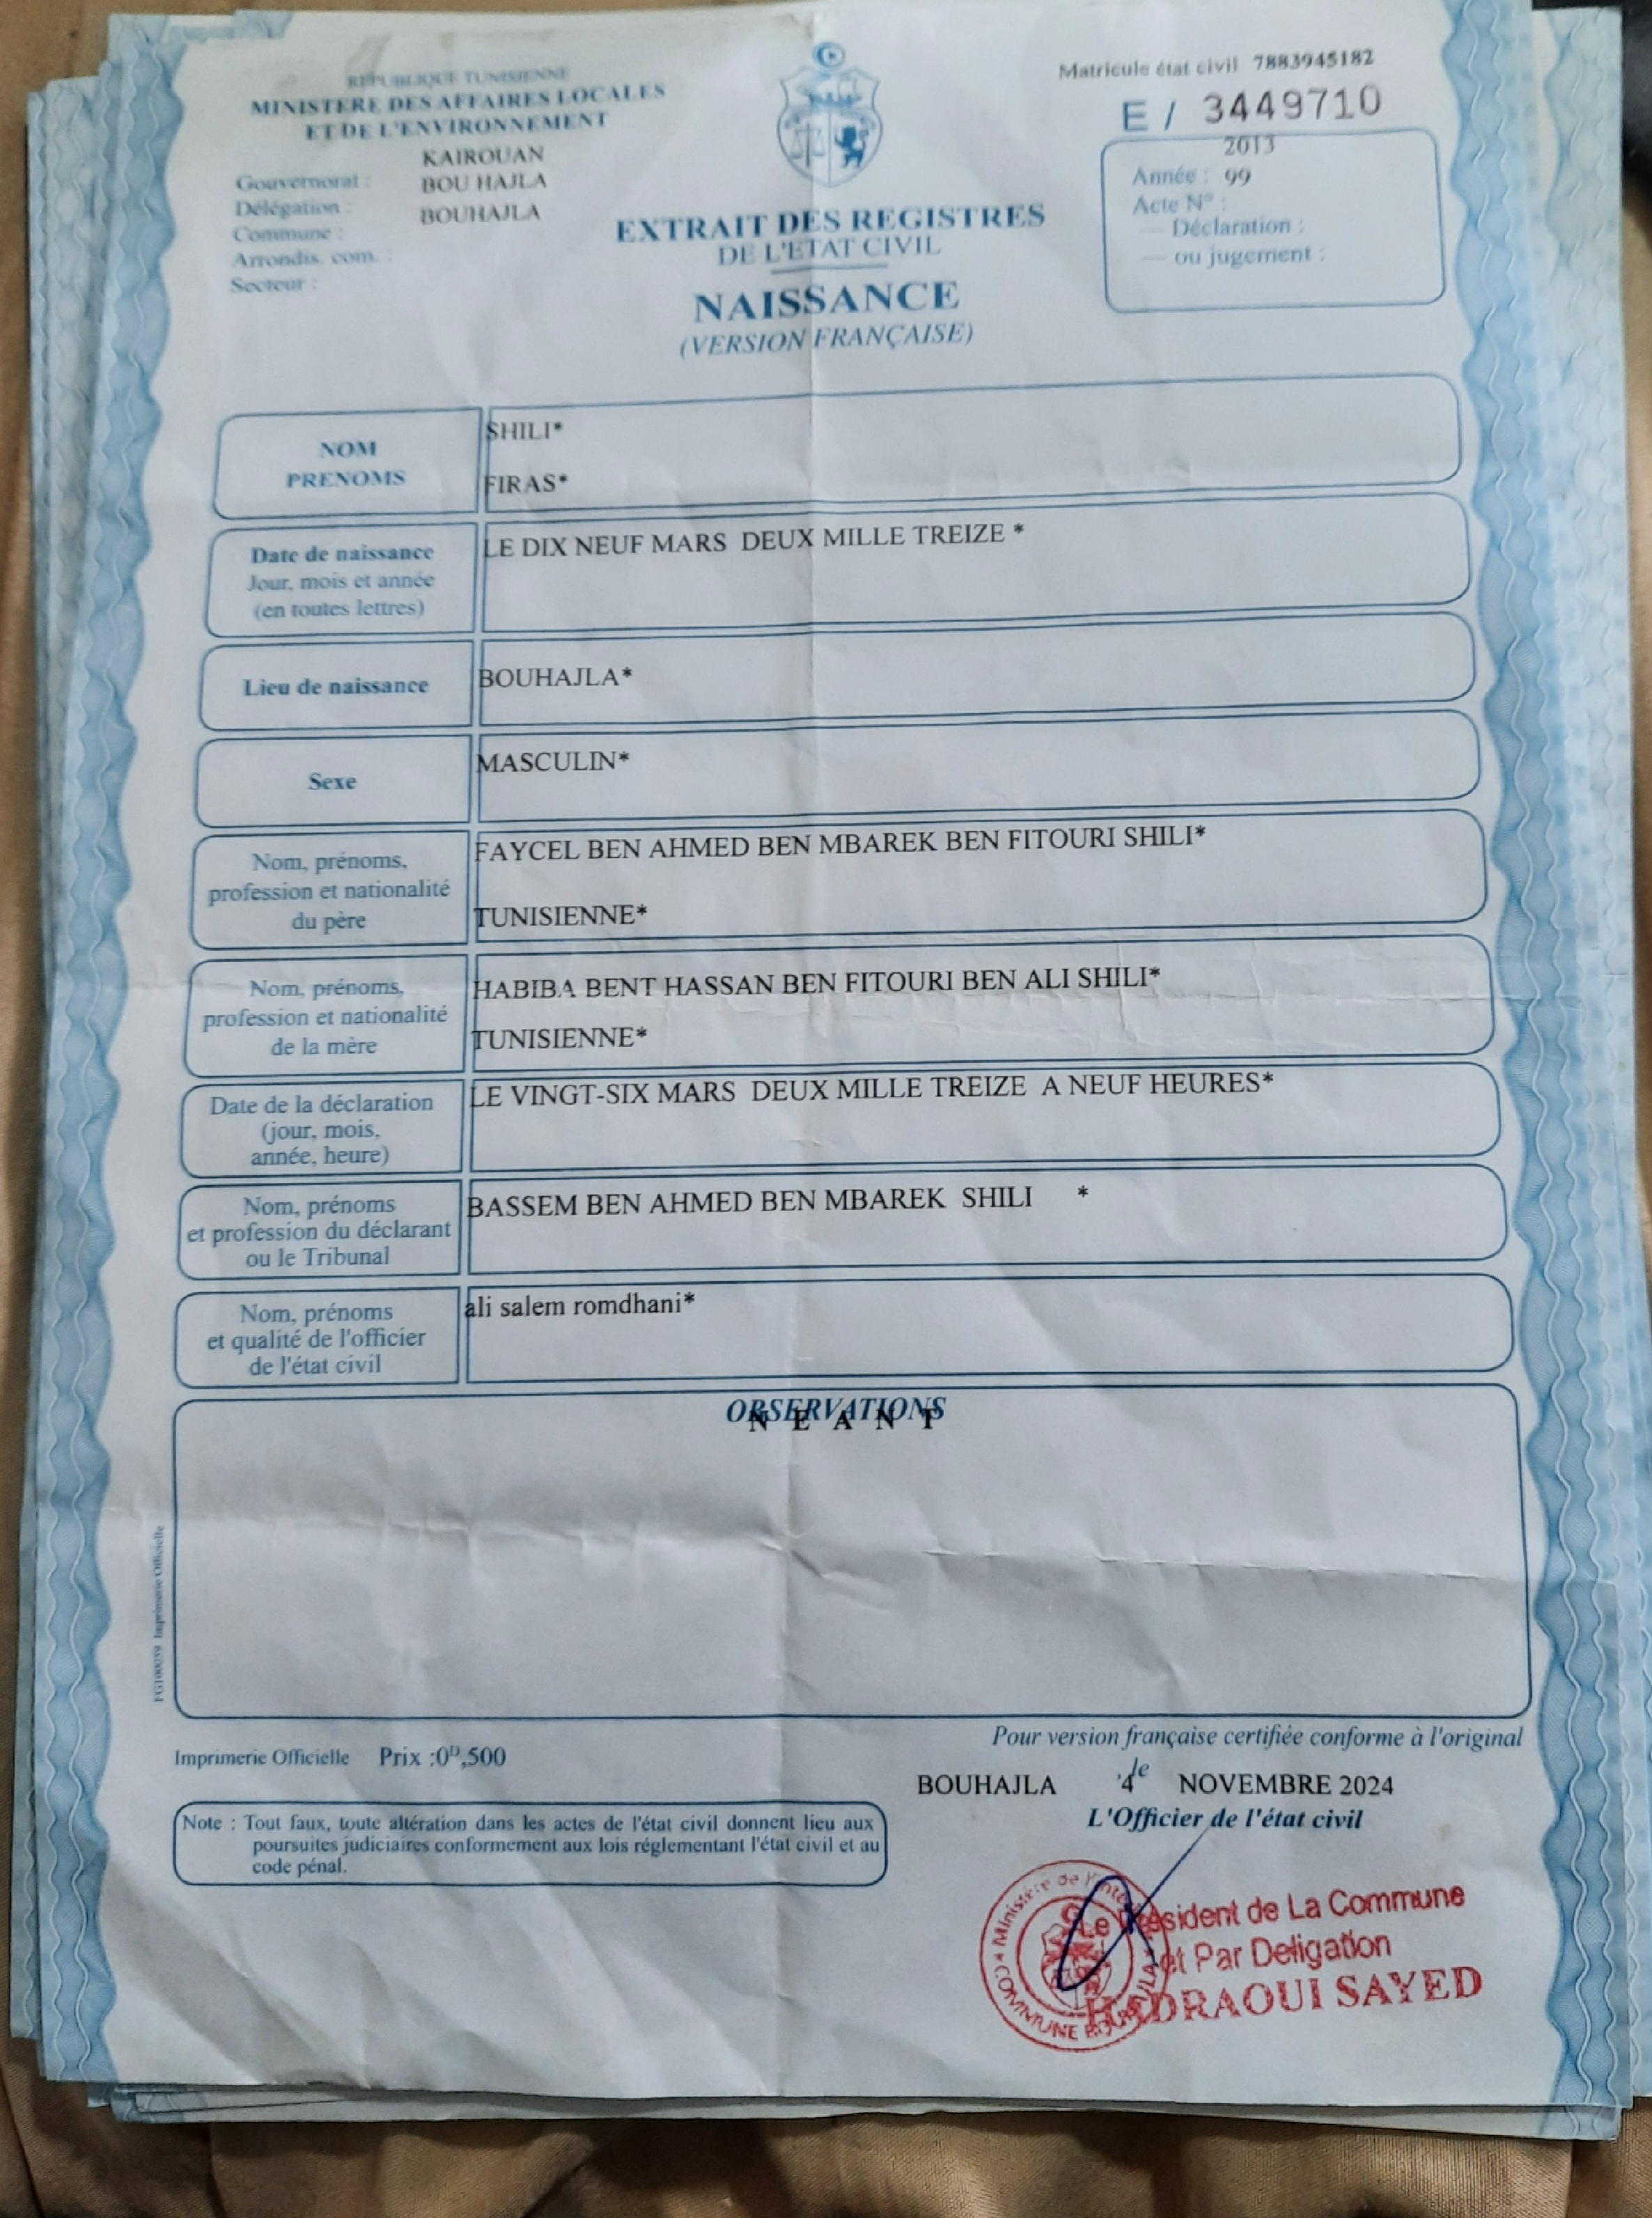 REPUBLIQUE TUNISIENNE
MINISTERE DES AFFAIRES LOCALES
ET DE L'ENVIRONNEMENT
KAIROUAN
Gouvernorat : BOU HAJLA
Délégation : BOUHAJLA
Commune :
Arrondis. com. :
Secteur :
EXTRAIT DES REGISTRES
DE L'ETAT CIVIL
NAISSANCE
(VERSION FRANÇAISE)
Matricule état civil 7883945182
E / 3449710
2013
Année : 99
Acte N° :
— Déclaration :
— ou jugement :
NOM
PRENOMS
SHILI*
FIRAS*
Date de naissance
Jour, mois et année
(en toutes lettres)
LE DIX NEUF MARS DEUX MILLE TREIZE *
Lieu de naissance
BOUHAJLA*
Sexe
MASCULIN*
Nom, prénoms,
profession et nationalité
du père
FAYCEL BEN AHMED BEN MBAREK BEN FITOURI SHILI*
TUNISIENNE*
Nom, prénoms,
profession et nationalité
de la mère
HABIBA BENT HASSAN BEN FITOURI BEN ALI SHILI*
TUNISIENNE*
Date de la déclaration
(jour, mois,
année, heure)
LE VINGT-SIX MARS DEUX MILLE TREIZE A NEUF HEURES*
Nom, prénoms
et profession du déclarant
ou le Tribunal
BASSEM BEN AHMED BEN MBAREK SHILI *
Nom, prénoms
et qualité de l'officier
de l'état civil
ali salem romdhani*
OBSERVATIONS
N E A N T
FG100039 Imprimerie Officielle
Imprimerie Officielle Prix :0ᴰ,500
Note : Tout faux, toute altération dans les actes de l'état civil donnent lieu aux
poursuites judiciaires conformement aux lois réglementant l'état civil et au
code pénal.
Pour version française certifiée conforme à l'original
BOUHAJLA le 4 NOVEMBRE 2024
L'Officier de l'état civil
Ministère de
COMMUNE
Le Président de La Commune
et Par Deligation
SAYED